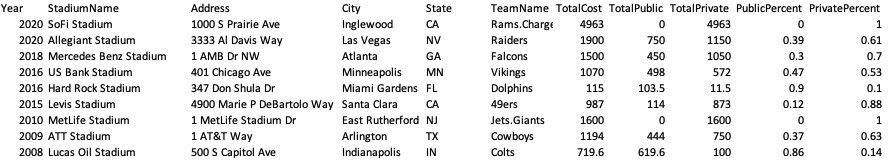 Year StadiumName Address City State TeamName TotalCost TotalPublic TotalPrivate PublicPercent PrivatePercent
2020 SoFi Stadium 1000 S Prairie Ave Inglewood CA Rams.Charge 4963 0 4963 0 1
2020 Allegiant Stadium 3333 Al Davis Way Las Vegas NV Raiders 1900 750 1150 0.39 0.61
2018 Mercedes Benz Stadium 1 AMB Dr NW Atlanta GA Falcons 1500 450 1050 0.3 0.7
2016 US Bank Stadium 401 Chicago Ave Minneapolis MN Vikings 1070 498 572 0.47 0.53
2016 Hard Rock Stadium 347 Don Shula Dr Miami Gardens FL Dolphins 115 103.5 11.5 0.9 0.1
2015 Levis Stadium 4900 Marie P DeBartolo Way Santa Clara CA 49ers 987 114 873 0.12 0.88
2010 MetLife Stadium 1 MetLife Stadium Dr East Rutherford NJ Jets.Giants 1600 0 1600 0 1
2009 ATT Stadium 1 AT&T Way Arlington TX Cowboys 1194 444 750 0.37 0.63
2008 Lucas Oil Stadium 500 S Capitol Ave Indianapolis IN Colts 719.6 619.6 100 0.86 0.14